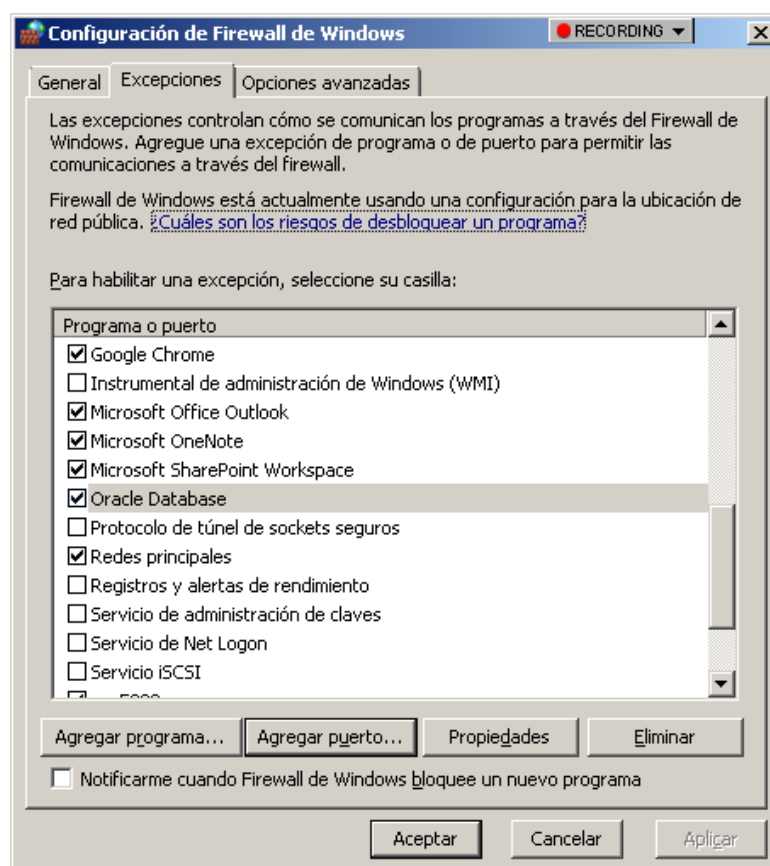 Configuración de Firewall de Windows
RECORDING
General
Excepciones
Opciones avanzadas
Las excepciones controlan cómo se comunican los programas a través del Firewall de
Windows. Agregue una excepción de programa o de puerto para permitir las
comunicaciones a través del firewall.
Firewall de Windows está actualmente usando una configuración para la ubicación de
red pública. ¿Cuáles son los riesgos de desbloquear un programa?
Para habilitar una excepción, seleccione su casilla:
Programa o puerto
Google Chrome
Instrumental de administración de Windows (WMI)
Microsoft Office Outlook
Microsoft OneNote
Microsoft SharePoint Workspace
Oracle Database
Protocolo de túnel de sockets seguros
Redes principales
Registros y alertas de rendimiento
Servicio de administración de claves
Servicio de Net Logon
Servicio iSCSI
Agregar programa...
Agregar puerto...
Propiedades
Eliminar
Notificarme cuando Firewall de Windows bloquee un nuevo programa
Aceptar
Cancelar
Aplicar